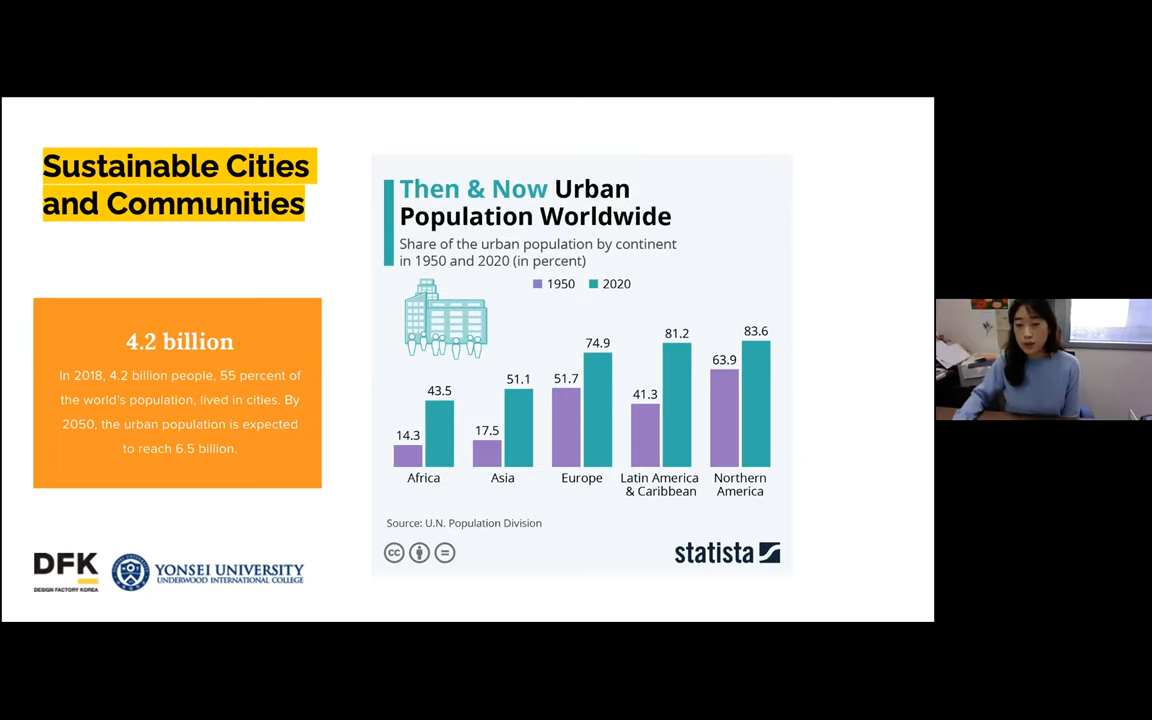 Sustainable Cities
and Communities
4.2 billion
In 2018, 4.2 billion people, 55 percent of
the world's population, lived in cities. By
2050, the urban population is expected
to reach 6.5 billion.
DFK
DESIGN FACTORY KOREA
YONSEI UNIVERSITY
UNDERWOOD INTERNATIONAL COLLEGE
Then & Now Urban
Population Worldwide
Share of the urban population by continent
in 1950 and 2020 (in percent)
1950 2020
14.3 43.5 17.5 51.1 51.7 74.9 41.3 81.2 63.9 83.6
Africa Asia Europe Latin America & Caribbean Northern America
Source: U.N. Population Division
cc
statista